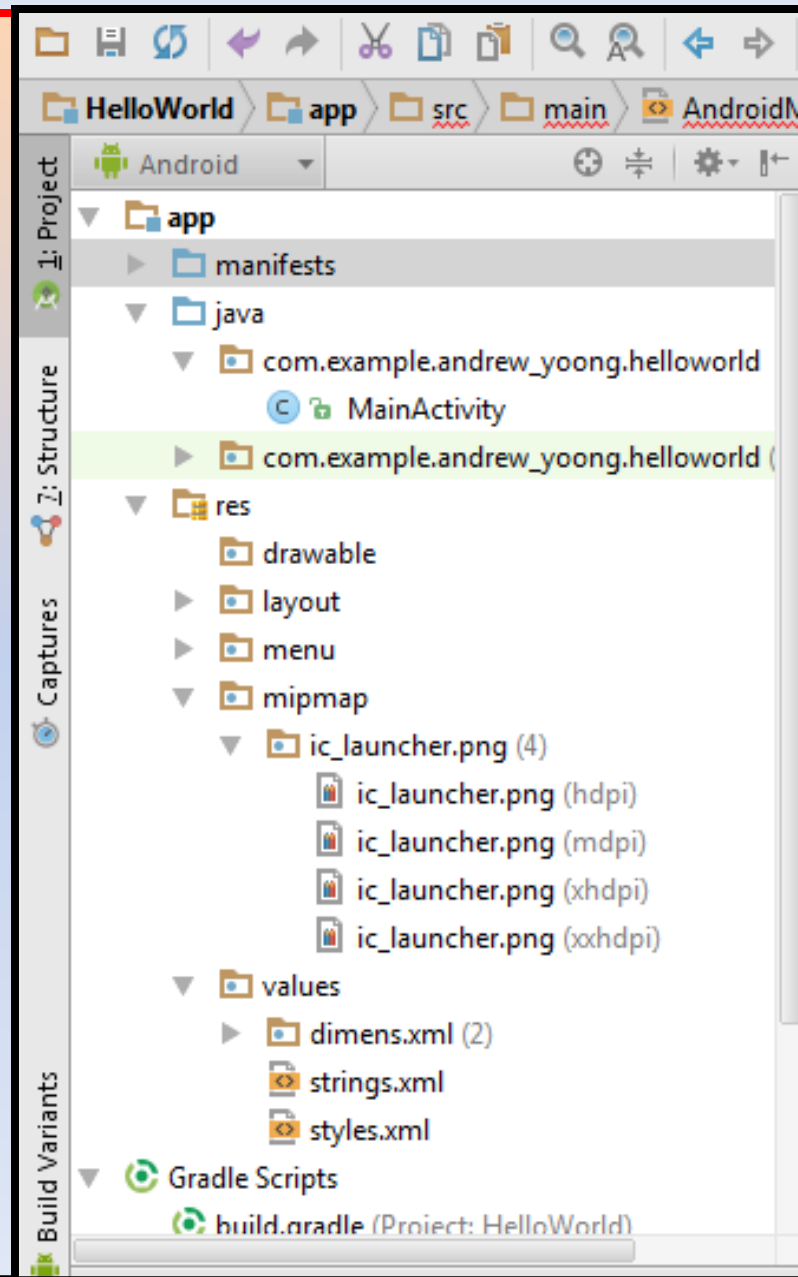 HelloWorld app src main AndroidM
Android
1: Project
7: Structure
Captures
Build Variants
app
manifests
java
com.example.andrew_yoong.helloworld
C MainActivity
com.example.andrew_yoong.helloworld (
res
drawable
layout
menu
mipmap
ic_launcher.png (4)
ic_launcher.png (hdpi)
ic_launcher.png (mdpi)
ic_launcher.png (xhdpi)
ic_launcher.png (xxhdpi)
values
dimens.xml (2)
strings.xml
styles.xml
Gradle Scripts
build.gradle (Project: HelloWorld)